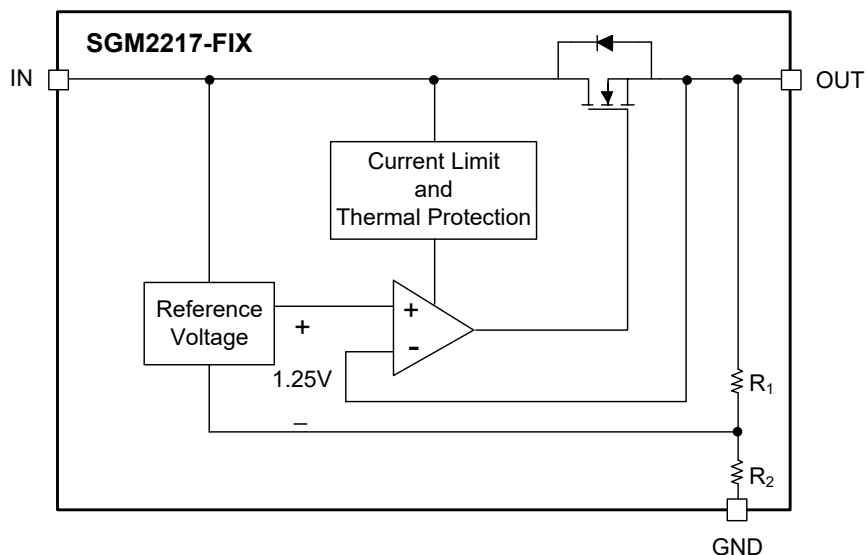 SGM2217-FIX
IN
OUT
Current Limit
and
Thermal Protection
Reference
Voltage
+
+
-
1.25V
–
R₁
R₂
GND